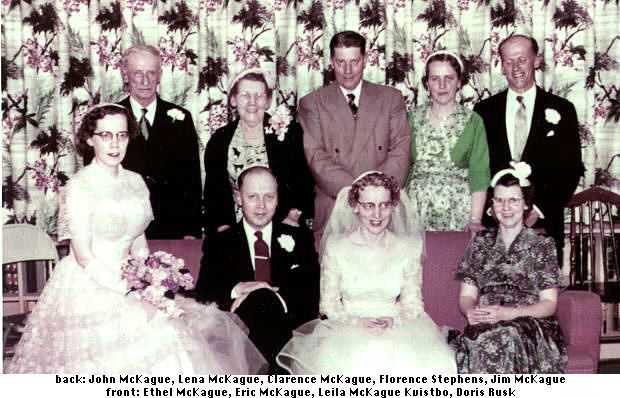 back: John McKague, Lena McKague, Clarence McKague, Florence Stephens, Jim McKague
front: Ethel McKague, Eric McKague, Leila McKague Kvistbo, Doris Rusk